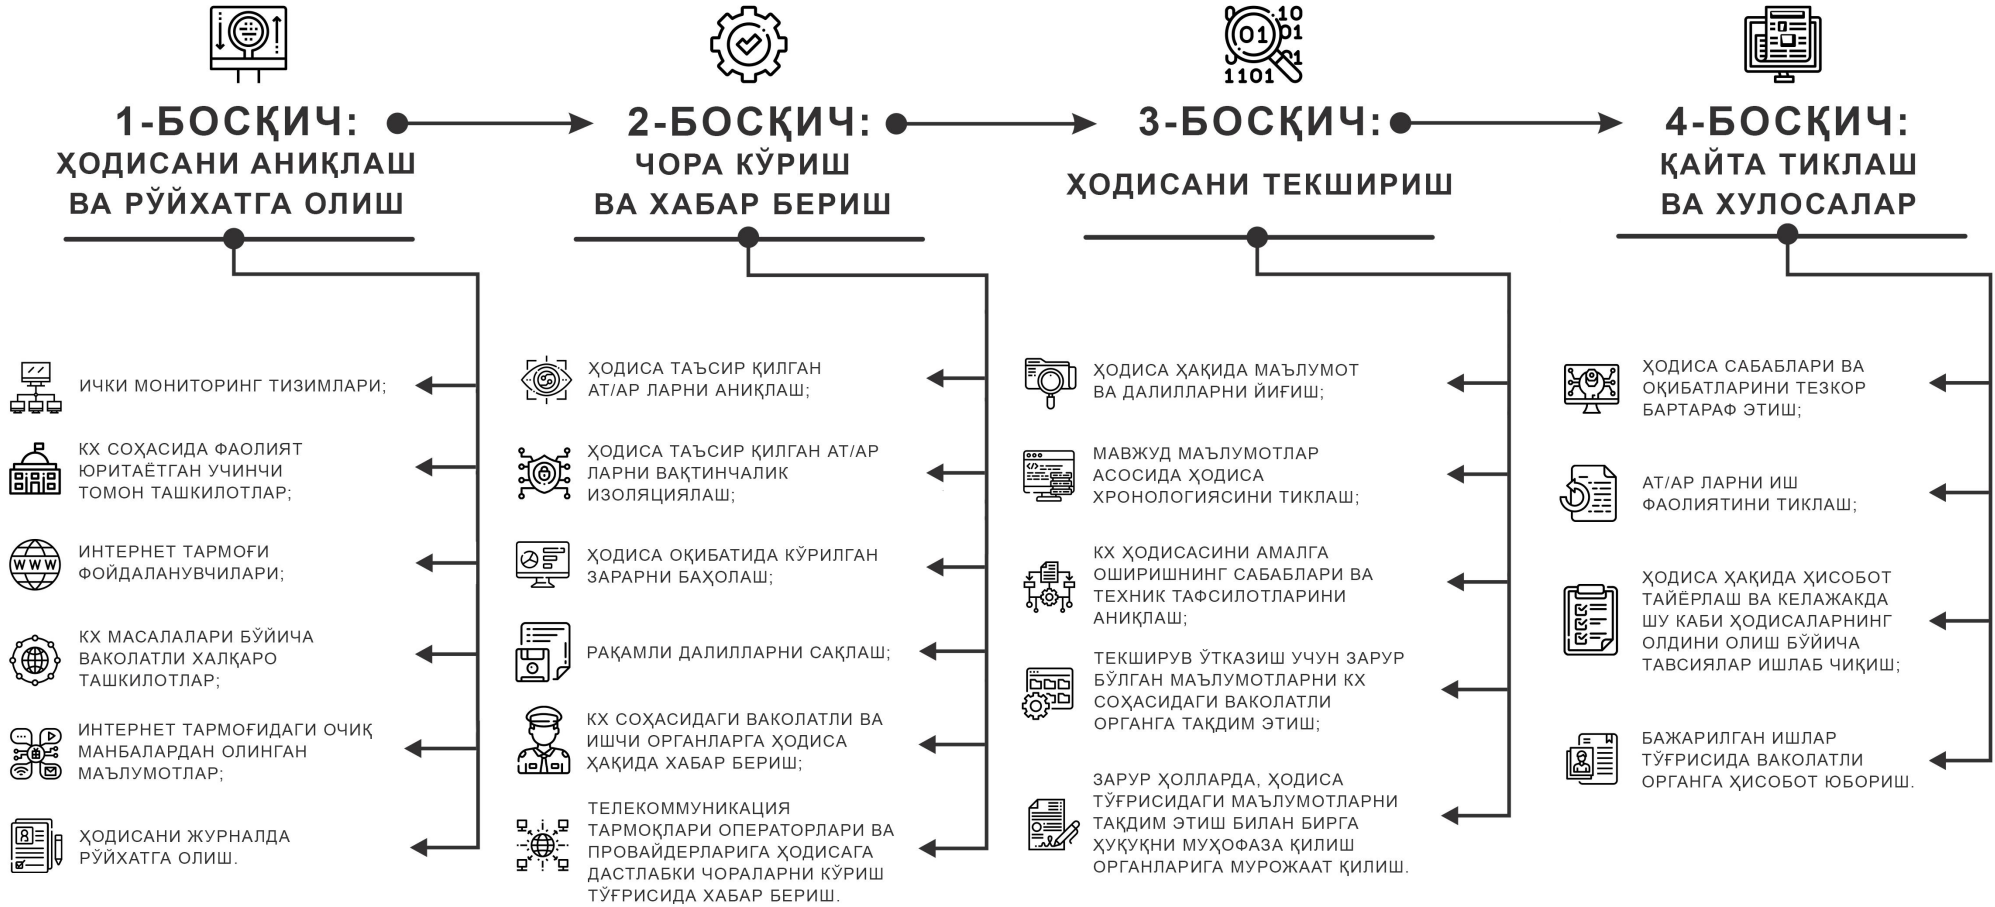 1-БОСҚИЧ:
ҲОДИСАНИ АНИҚЛАШ
ВА РЎЙХАТГА ОЛИШ
ИЧКИ МОНИТОРИНГ ТИЗИМЛАРИ;
КХ СОҲАСИДА ФАОЛИЯТ
ЮРИТАЁТГАН УЧИНЧИ
ТОМОН ТАШКИЛОТЛАР;
WWW
ИНТЕРНЕТ ТАРМОҒИ
ФОЙДАЛАНУВЧИЛАРИ;
КХ МАСАЛАЛАРИ БЎЙИЧА
ВАКОЛАТЛИ ХАЛҚАРО
ТАШКИЛОТЛАР;
ИНТЕРНЕТ ТАРМОҒИДАГИ ОЧИҚ
МАНБАЛАРДАН ОЛИНГАН
МАЪЛУМОТЛАР;
ҲОДИСАНИ ЖУРНАЛДА
РЎЙХАТГА ОЛИШ.
2-БОСҚИЧ:
ЧОРА КЎРИШ
ВА ХАБАР БЕРИШ
ҲОДИСА ТАЪСИР ҚИЛГАН
АТ/АР ЛАРНИ АНИҚЛАШ;
ҲОДИСА ТАЪСИР ҚИЛГАН АТ/АР
ЛАРНИ ВАҚТИНЧАЛИК
ИЗОЛЯЦИЯЛАШ;
ҲОДИСА ОҚИБАТИДА КЎРИЛГАН
ЗАРАРНИ БАҲОЛАШ;
РАҚАМЛИ ДАЛИЛЛАРНИ САҚЛАШ;
КХ СОҲАСИДАГИ ВАКОЛАТЛИ ВА
ИШЧИ ОРГАНЛАРГА ҲОДИСА
ҲАҚИДА ХАБАР БЕРИШ;
ТЕЛЕКОММУНИКАЦИЯ
ТАРМОҚЛАРИ ОПЕРАТОРЛАРИ ВА
ПРОВАЙДЕРЛАРИГА ҲОДИСАГА
ДАСТЛАБКИ ЧОРАЛАРНИ КЎРИШ
ТЎҒРИСИДА ХАБАР БЕРИШ.
0 10
01 01
1
1101
3-БОСҚИЧ:
ҲОДИСАНИ ТЕКШИРИШ
ҲОДИСА ҲАҚИДА МАЪЛУМОТ
ВА ДАЛИЛЛАРНИ ЙИҒИШ;
МАВЖУД МАЪЛУМОТЛАР
АСОСИДА ҲОДИСА
ХРОНОЛОГИЯСИНИ ТИКЛАШ;
КХ ҲОДИСАСИНИ АМАЛГА
ОШИРИШНИНГ САБАБЛАРИ ВА
ТЕХНИК ТАФСИЛОТЛАРИНИ
АНИҚЛАШ;
ТЕКШИРУВ ЎТКАЗИШ УЧУН ЗАРУР
БЎЛГАН МАЪЛУМОТЛАРНИ КХ
СОҲАСИДАГИ ВАКОЛАТЛИ
ОРГАНГА ТАҚДИМ ЭТИШ;
ЗАРУР ҲОЛЛАРДА, ҲОДИСА
ТЎҒРИСИДАГИ МАЪЛУМОТЛАРНИ
ТАҚДИМ ЭТИШ БИЛАН БИРГА
ҲУҚУҚНИ МУҲОФАЗА ҚИЛИШ
ОРГАНЛАРИГА МУРОЖААТ ҚИЛИШ.
4-БОСҚИЧ:
ҚАЙТА ТИКЛАШ
ВА ХУЛОСАЛАР
ҲОДИСА САБАБЛАРИ ВА
ОҚИБАТЛАРИНИ ТЕЗКОР
БАРТАРАФ ЭТИШ;
АТ/АР ЛАРНИ ИШ
ФАОЛИЯТИНИ ТИКЛАШ;
ҲОДИСА ҲАҚИДА ҲИСОБОТ
ТАЙЁРЛАШ ВА КЕЛАЖАКДА
ШУ КАБИ ҲОДИСАЛАРНИНГ
ОЛДИНИ ОЛИШ БЎЙИЧА
ТАВСИЯЛАР ИШЛАБ ЧИҚИШ;
БАЖАРИЛГАН ИШЛАР
ТЎҒРИСИДА ВАКОЛАТЛИ
ОРГАНГА ҲИСОБОТ ЮБОРИШ.